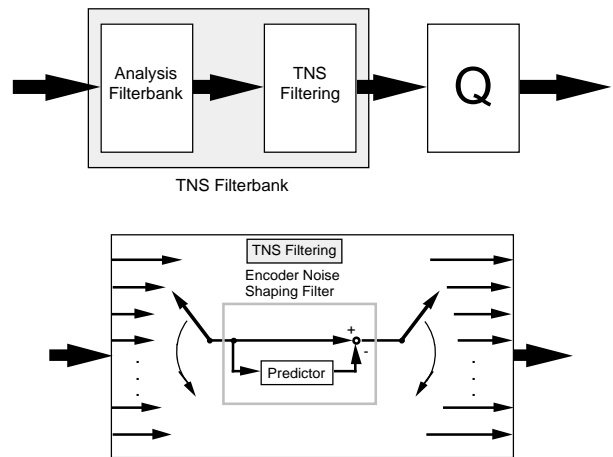 Analysis
Filterbank
TNS
Filtering
Q
TNS Filterbank
TNS Filtering
Encoder Noise
Shaping Filter
+
-
Predictor